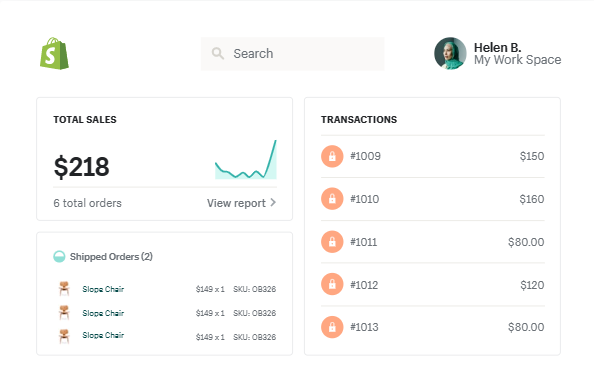 S
Search
Helen B.
My Work Space
TOTAL SALES
$218
6 total orders
View report
Shipped Orders (2)
Slope Chair $149 x 1 SKU: OB326
Slope Chair $149 x 1 SKU: OB326
Slope Chair $149 x 1 SKU: OB326
TRANSACTIONS
#1009 $150
#1010 $160
#1011 $80.00
#1012 $120
#1013 $80.00